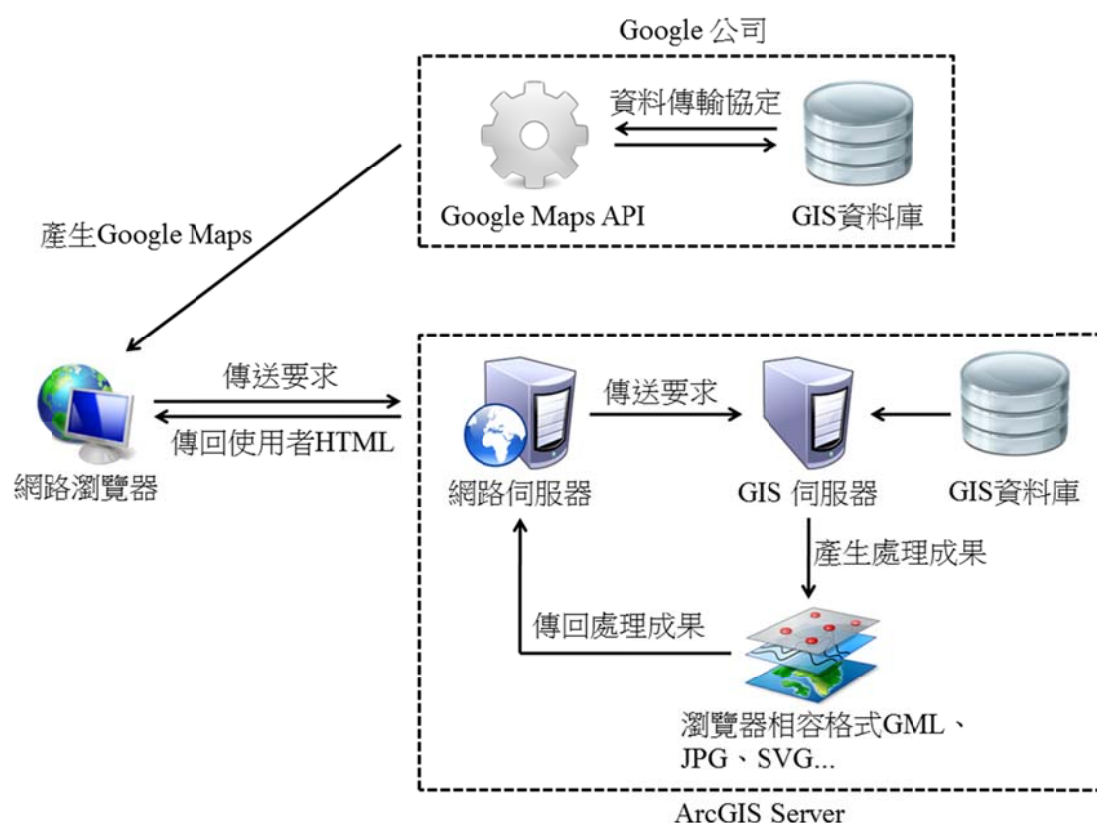 Google 公司
資料傳輸協定
Google Maps API
GIS資料庫
產生Google Maps
傳送要求
傳回使用者HTML
網路瀏覽器
傳送要求
網路伺服器
GIS 伺服器
GIS資料庫
產生處理成果
傳回處理成果
瀏覽器相容格式GML、
JPG、SVG...
ArcGIS Server